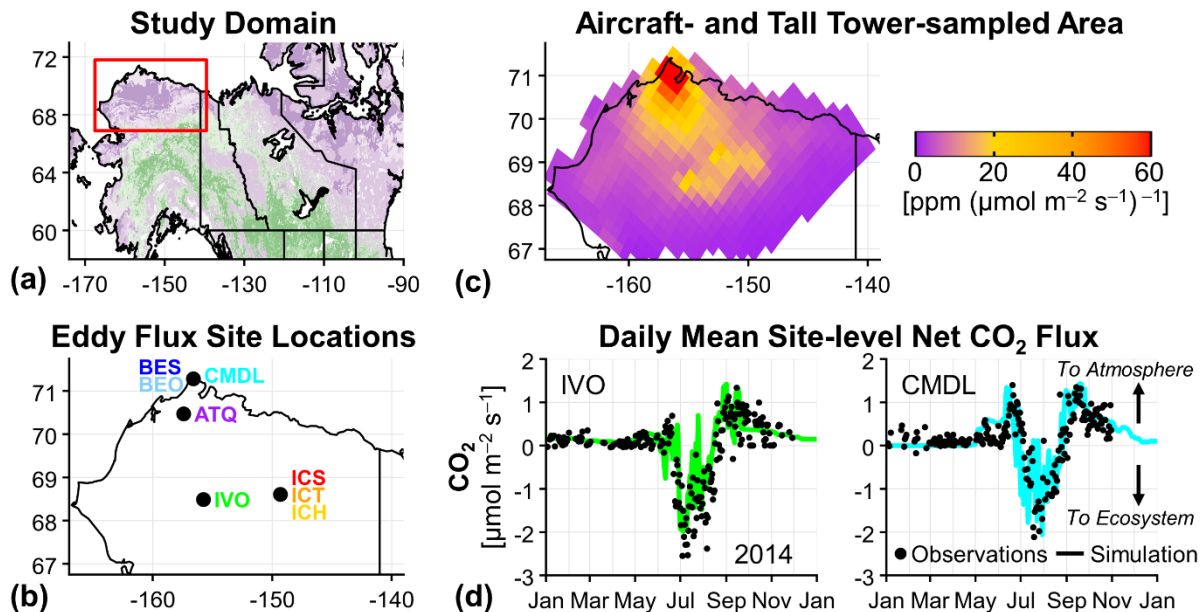 Study Domain
72
68
64
60
-170
-150
-130
-110
-90
(a)
Aircraft- and Tall Tower-sampled Area
71
70
69
68
67
-160
-150
-140
(c)
0 20 40 60
[ppm (µmol m⁻² s⁻¹) ⁻¹]
Eddy Flux Site Locations
71
70
69
68
67
-160
-150
-140
BES
BEO
CMDL
ATQ
ICS
ICT
ICH
IVO
(b)
Daily Mean Site-level Net CO₂ Flux
CO₂
[µmol m⁻² s⁻¹]
2
1
0
-1
-2
-3
IVO
2014
Jan Mar May Jul Sep Nov Jan
(d)
2
1
0
-1
-2
-3
CMDL
To Atmosphere
To Ecosystem
Observations
Simulation
Jan Mar May Jul Sep Nov Jan